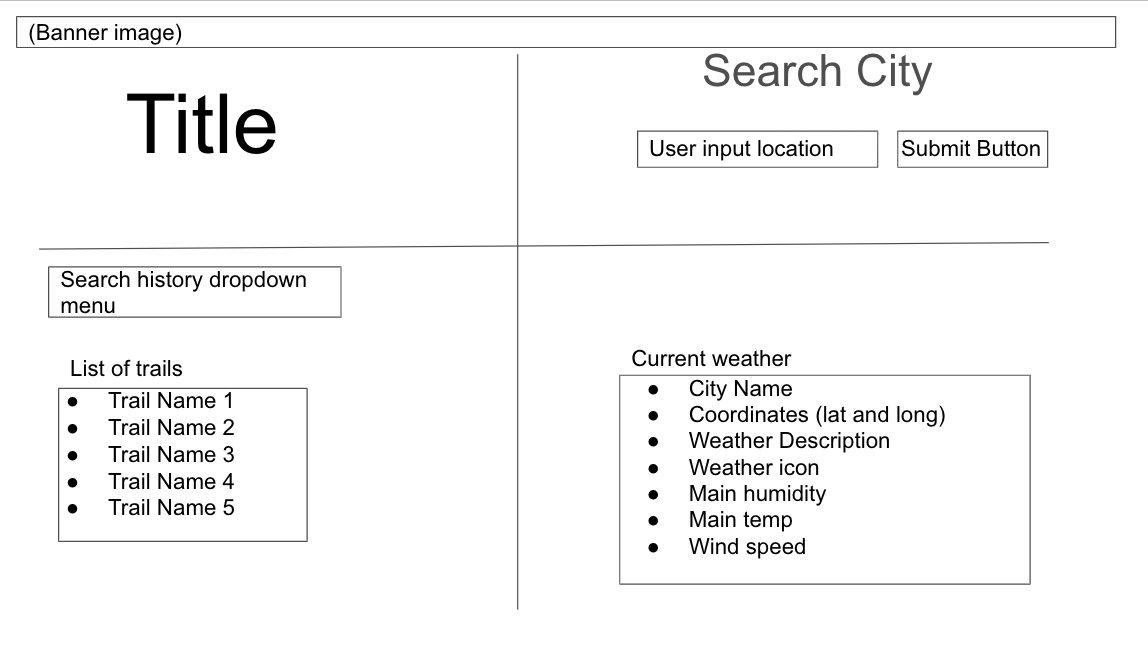 (Banner image)
Title
Search City
User input location
Submit Button
Search history dropdown
menu
List of trails
● Trail Name 1
● Trail Name 2
● Trail Name 3
● Trail Name 4
● Trail Name 5
Current weather
● City Name
● Coordinates (lat and long)
● Weather Description
● Weather icon
● Main humidity
● Main temp
● Wind speed